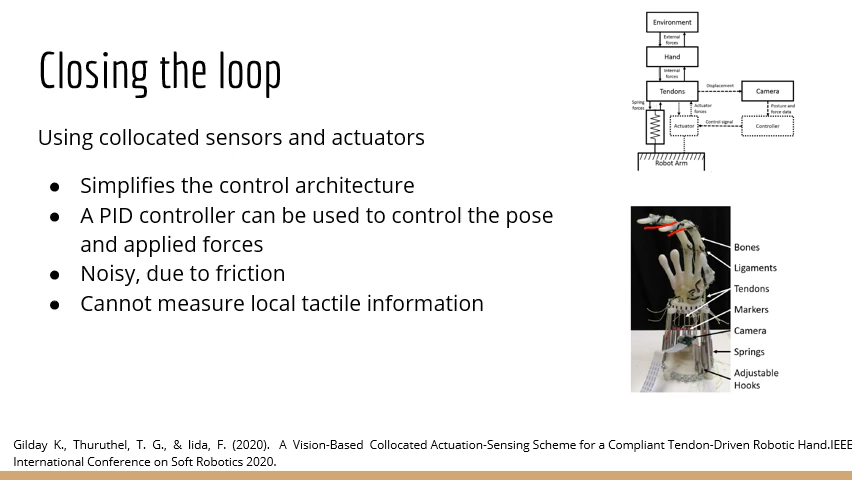 Closing the loop
Using collocated sensors and actuators
● Simplifies the control architecture
● A PID controller can be used to control the pose
and applied forces
● Noisy, due to friction
● Cannot measure local tactile information
Environment
External
forces
Hand
Internal
forces
Tendons
Displacement
Camera
Spring
forces
Actuator
forces
Posture and
force data
Actuator
Control signal
Controller
Robot Arm
Bones
Ligaments
Tendons
Markers
Camera
Springs
Adjustable
Hooks
Gilday K., Thuruthel, T. G., & Iida, F. (2020). A Vision-Based Collocated Actuation-Sensing Scheme for a Compliant Tendon-Driven Robotic Hand.IEEE
International Conference on Soft Robotics 2020.